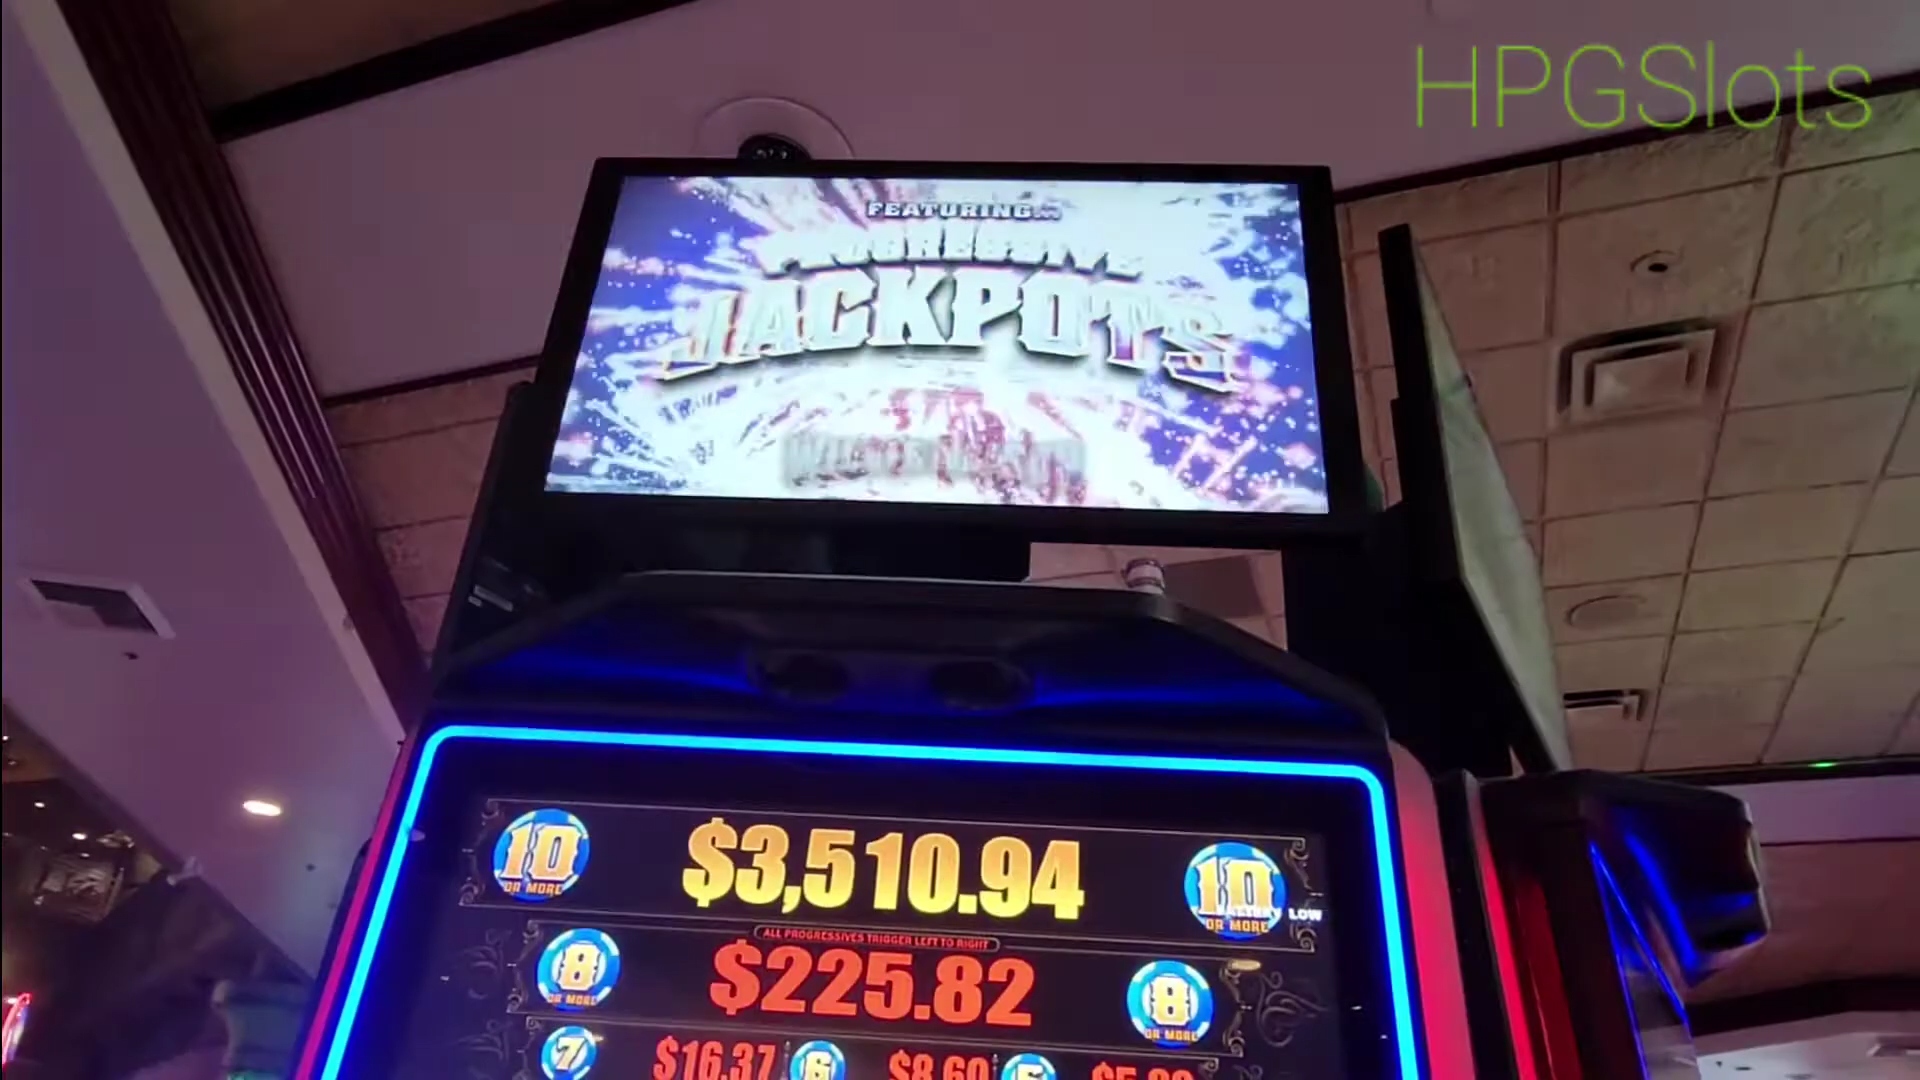 HPGSlots
FEATURING...
PROGRESSIVE
JACKPOTS
10 OR MORE $3,510.94 10 OR MORE
LOW
ALL PROGRESSIVES TRIGGER LEFT TO RIGHT
8 OR MORE $225.82 8 OR MORE
7 $16.37 6 $8.60 5